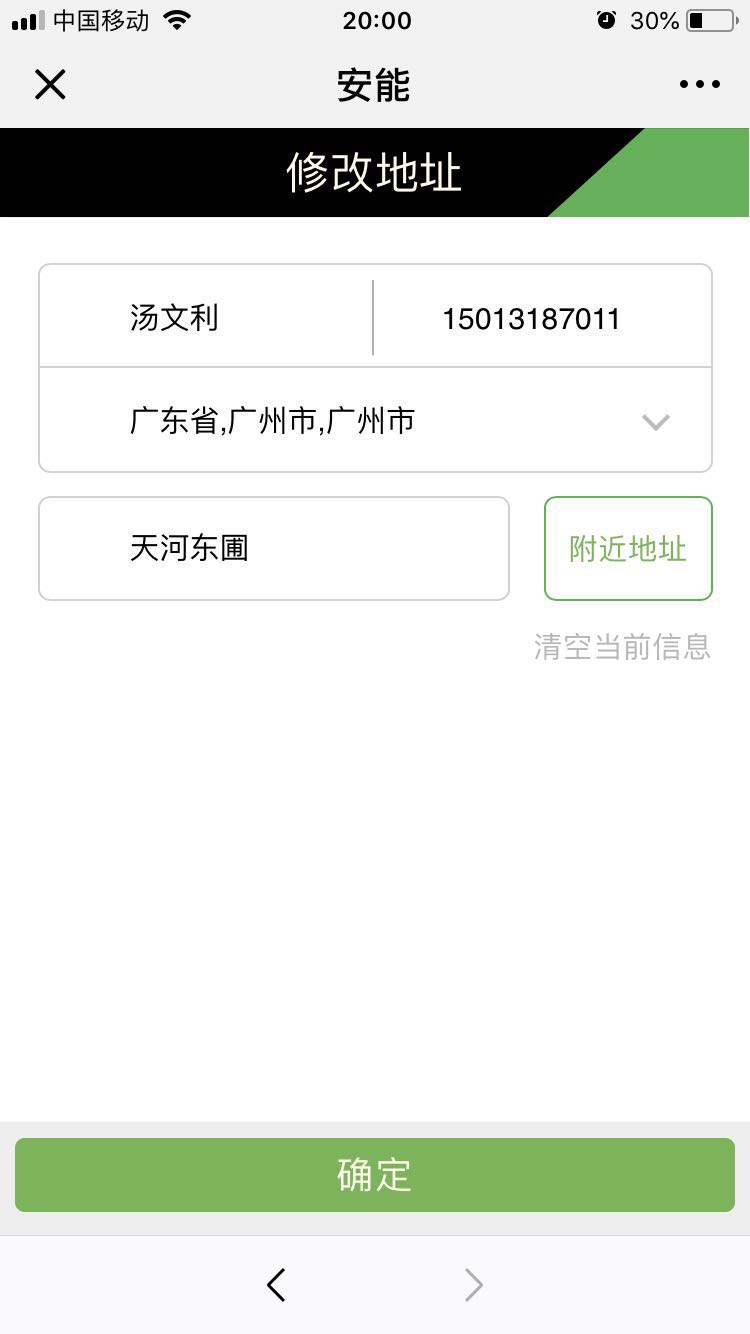 中国移动 20:00 30%
安能
修改地址
汤文利 15013187011
广东省,广州市,广州市
天河东圃 附近地址
清空当前信息
确定